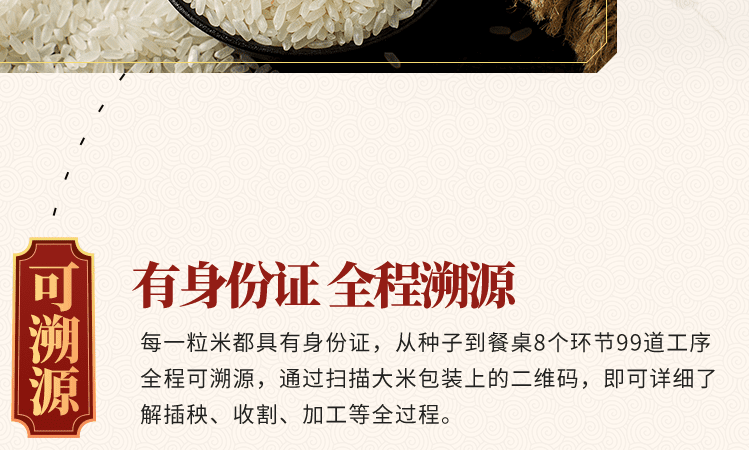 可溯源
有身份证 全程溯源
每一粒米都具有身份证，从种子到餐桌8个环节99道工序
全程可溯源，通过扫描大米包装上的二维码，即可详细了
解插秧、收割、加工等全过程。